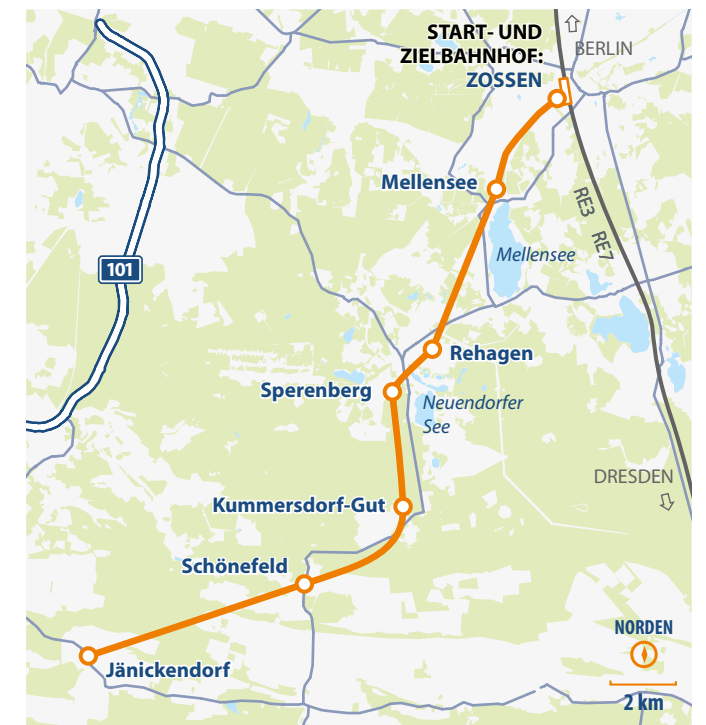 START- UND
ZIELBAHNHOF:
ZOSSEN
BERLIN
Mellensee
RE3 RE7
Mellensee
101
Rehagen
Sperenberg
Neuendorfer
See
DRESDEN
Kummersdorf-Gut
Schönefeld
NORDEN
Jänickendorf
2 km